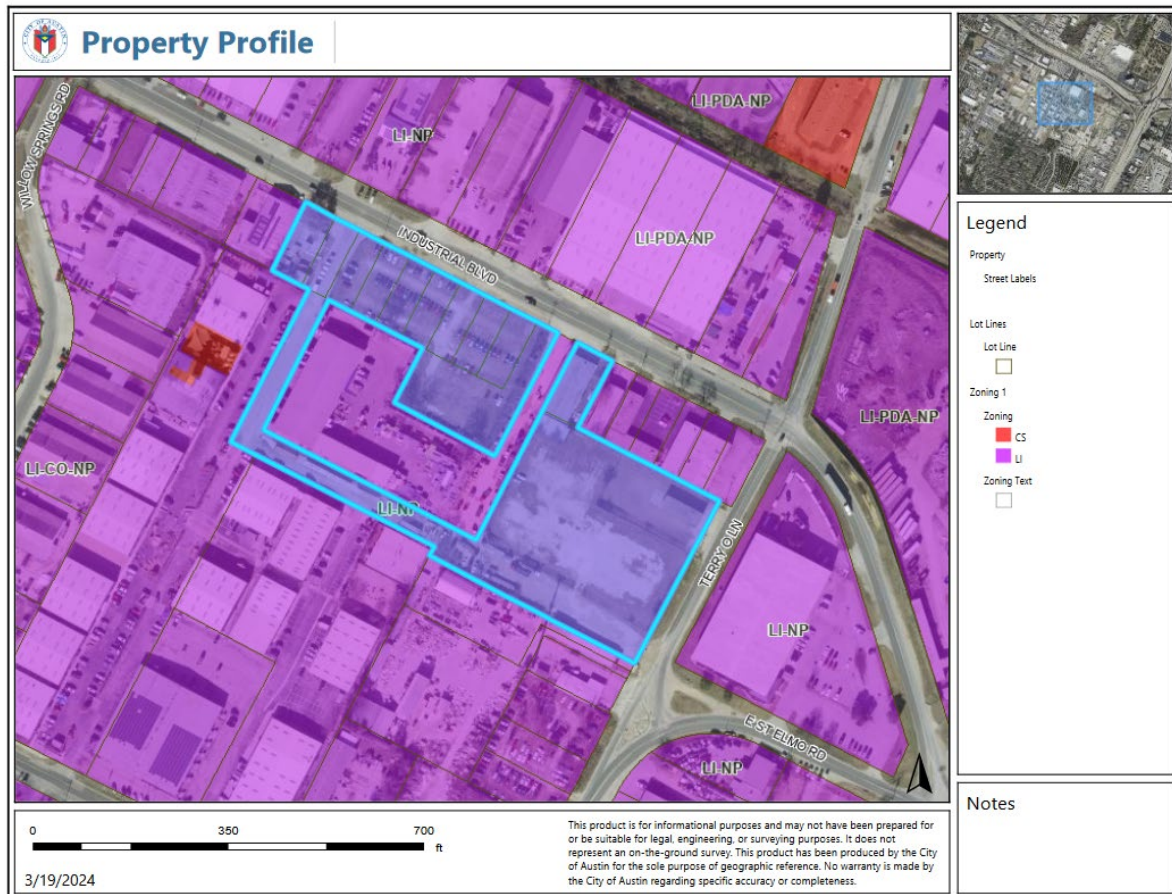 Property Profile
WILLOW SPRINGS RD
LI-NP
LI-PDA-NP
LI-PDA-NP
INDUSTRIAL BLVD
LI-PDA-NP
LI-CO-NP
LI-NP
TERRY O LN
LI-NP
E ST ELMO RD
LI-NP
Legend
Property
Street Labels
Lot Lines
Lot Line
Zoning 1
Zoning
CS
LI
Zoning Text
Notes
0 350 700
ft
3/19/2024
This product is for informational purposes and may not have been prepared for
or be suitable for legal, engineering, or surveying purposes. It does not
represent an on-the-ground survey. This product has been produced by the City
of Austin for the sole purpose of geographic reference. No warranty is made by
the City of Austin regarding specific accuracy or completeness.